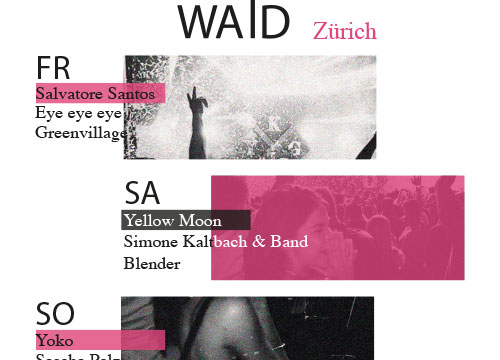 WAlD
Zürich
FR
Salvatore Santos
Eye eye eye
Greenvillage
SA
Yellow Moon
Simone Kaltbach & Band
Blender
SO
Yoko